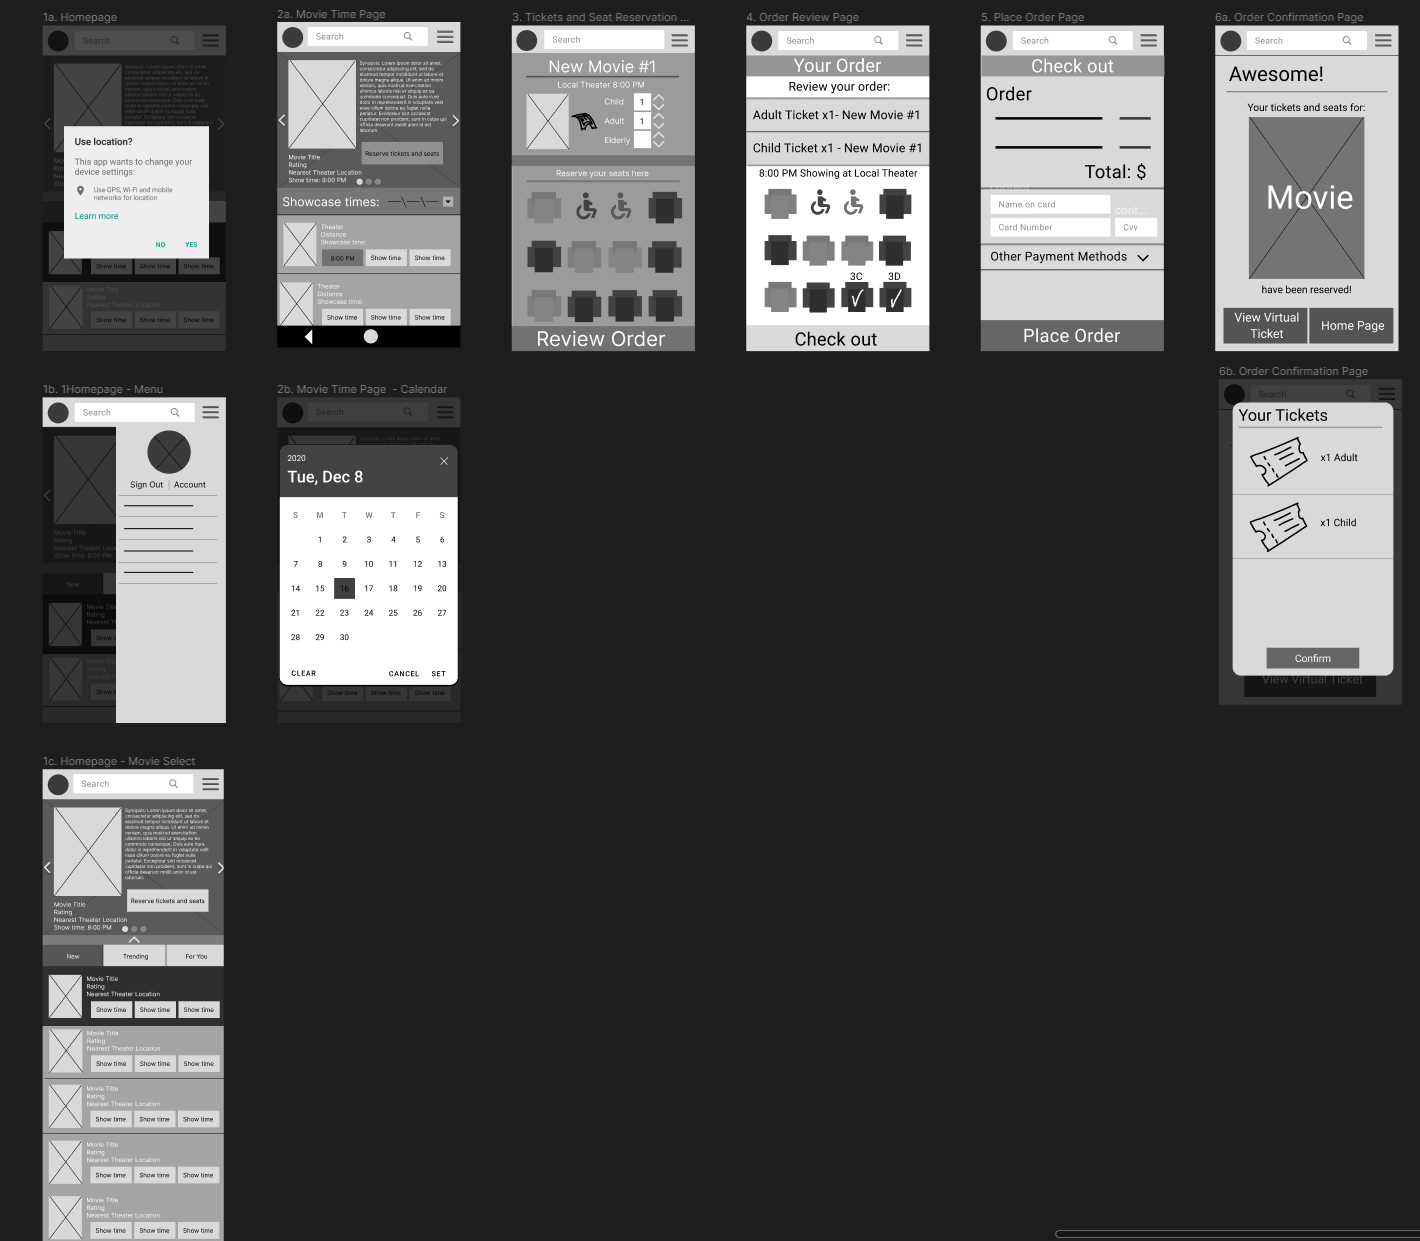 1a. Homepage
Search
Use location?
This app wants to change your
device settings:
Use GPS, Wi-Fi and mobile
networks for location
Learn more
NO YES
Show time Show time Show time
Movie Title
Rating
Nearest Theater Location
Show time Show time Show time
2a. Movie Time Page
Search
Synopsis: Lorem ipsum dolor sit amet,
consectetur adipiscing elit, sed do
eiusmod tempor incididunt ut labore et
dolore magna aliqua. Ut enim ad minim
veniam, quis nostrud exercitation
ullamco laboris nisi ut aliquip ex ea
commodo consequat. Duis aute irure
dolor in reprehenderit in voluptate velit
esse cillum dolore eu fugiat nulla
pariatur. Excepteur sint occaecat
cupidatat non proident, sunt in culpa qui
officia deserunt mollit anim id est
laborum.
Reserve tickets and seats
Movie Title
Rating
Nearest Theater Location
Show time: 8:00 PM
Showcase times:
Theater
Distance
Showcase time:
8:00 PM Show time Show time
Theater
Distance
Showcase time:
Show time Show time Show time
3. Tickets and Seat Reservation ...
Search
New Movie #1
Local Theater 8:00 PM
Child 1
Adult 1
Elderly
Reserve your seats here
Review Order
4. Order Review Page
Search
Your Order
Review your order:
Adult Ticket x1- New Movie #1
Child Ticket x1 - New Movie #1
8:00 PM Showing at Local Theater
3C 3D
Check out
5. Place Order Page
Search
Check out
Order
Total: $
content
Name on card
cont...
Card Number Cvv
Other Payment Methods
Place Order
6a. Order Confirmation Page
Search
Awesome!
Your tickets and seats for:
Movie
have been reserved!
View Virtual
Ticket
Home Page
1b. 1Homepage - Menu
Search
Sign Out Account
Movie Title
Rating
Nearest Theater Loca
Show time: 8:00 PM
New
Movie Title
Rating
Nearest T
Show t
Movie Title
Rating
Nearest T
Show t
2b. Movie Time Page - Calendar
Search
2020
Tue, Dec 8
S M T W T F S
1 2 3 4 5 6
7 8 9 10 11 12 13
14 15 16 17 18 19 20
21 22 23 24 25 26 27
28 29 30
CLEAR CANCEL SET
Show time Show time Show time
6b. Order Confirmation Page
Search
Your Tickets
x1 Adult
x1 Child
Confirm
View Virtual Ticket
1c. Homepage - Movie Select
Search
Synopsis: Lorem ipsum dolor sit amet,
consectetur adipiscing elit, sed do
eiusmod tempor incididunt ut labore et
dolore magna aliqua. Ut enim ad minim
veniam, quis nostrud exercitation
ullamco laboris nisi ut aliquip ex ea
commodo consequat. Duis aute irure
dolor in reprehenderit in voluptate velit
esse cillum dolore eu fugiat nulla
pariatur. Excepteur sint occaecat
cupidatat non proident, sunt in culpa qui
officia deserunt mollit anim id est
laborum.
Reserve tickets and seats
Movie Title
Rating
Nearest Theater Location
Show time: 8:00 PM
New Trending For You
Movie Title
Rating
Nearest Theater Location
Show time Show time Show time
Movie Title
Rating
Nearest Theater Location
Show time Show time Show time
Movie Title
Rating
Nearest Theater Location
Show time Show time Show time
Movie Title
Rating
Nearest Theater Location
Show time Show time Show time
Movie Title
Rating
Nearest Theater Location
Show time Show time Show time